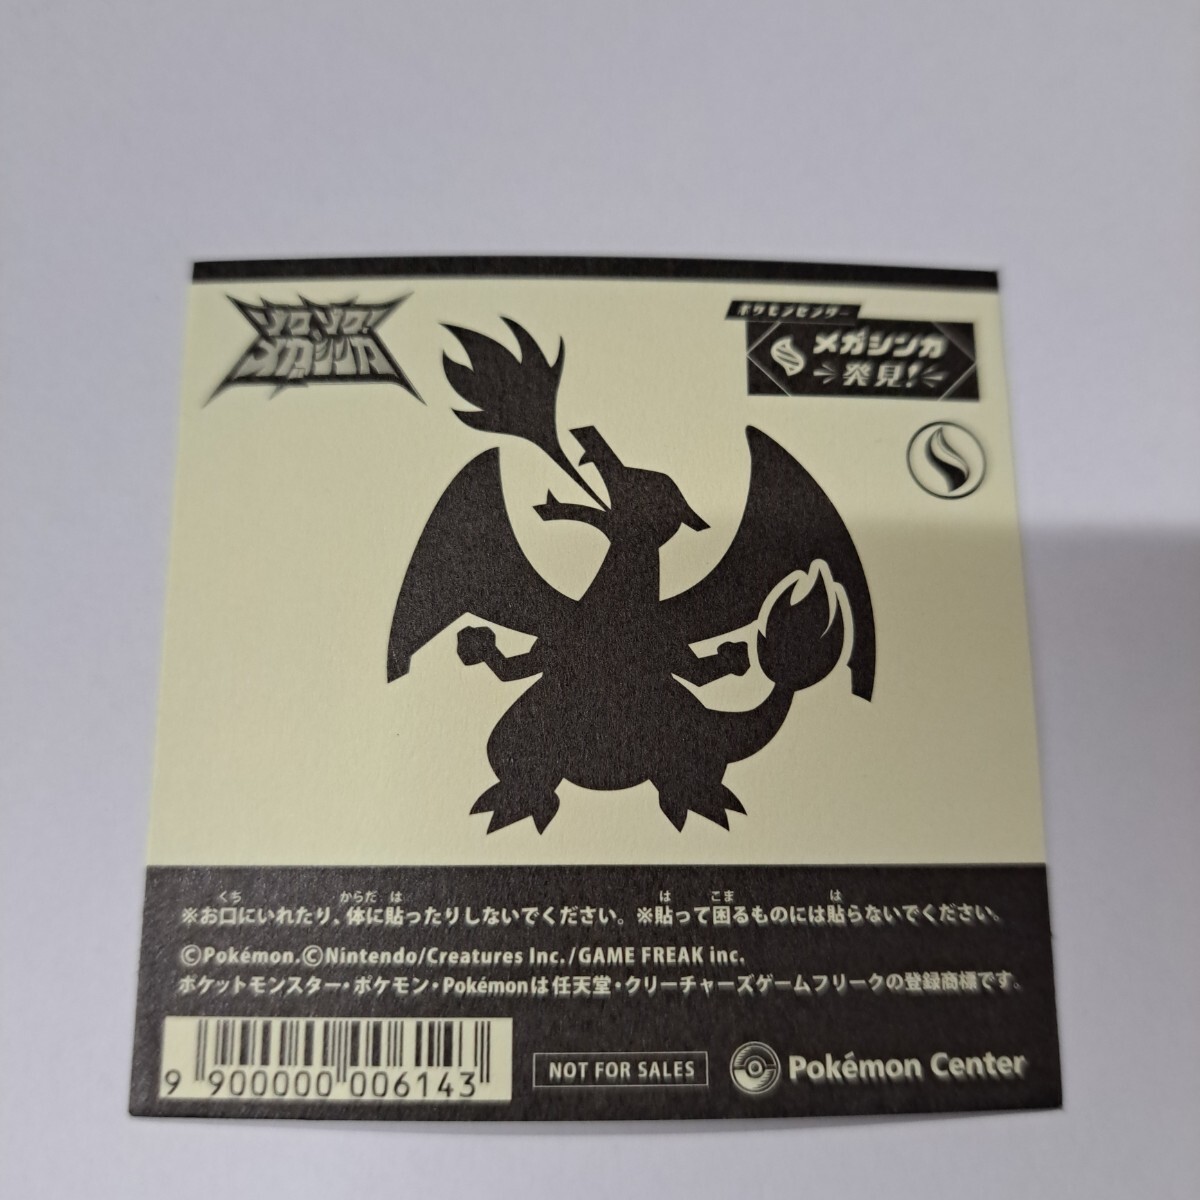 ゾクゾク!
メガシンカ
ポケモンセンター
メガシンカ
発見!
くち からだ は は こま は
※お口にいれたり、体に貼ったりしないでください。※貼って困るものには貼らないでください。
©Pokémon.©Nintendo/Creatures Inc./GAME FREAK inc.
ポケットモンスター・ポケモン・Pokémonは任天堂・クリーチャーズゲームフリークの登録商標です。
9 900000 006143
NOT FOR SALES
Pokémon Center